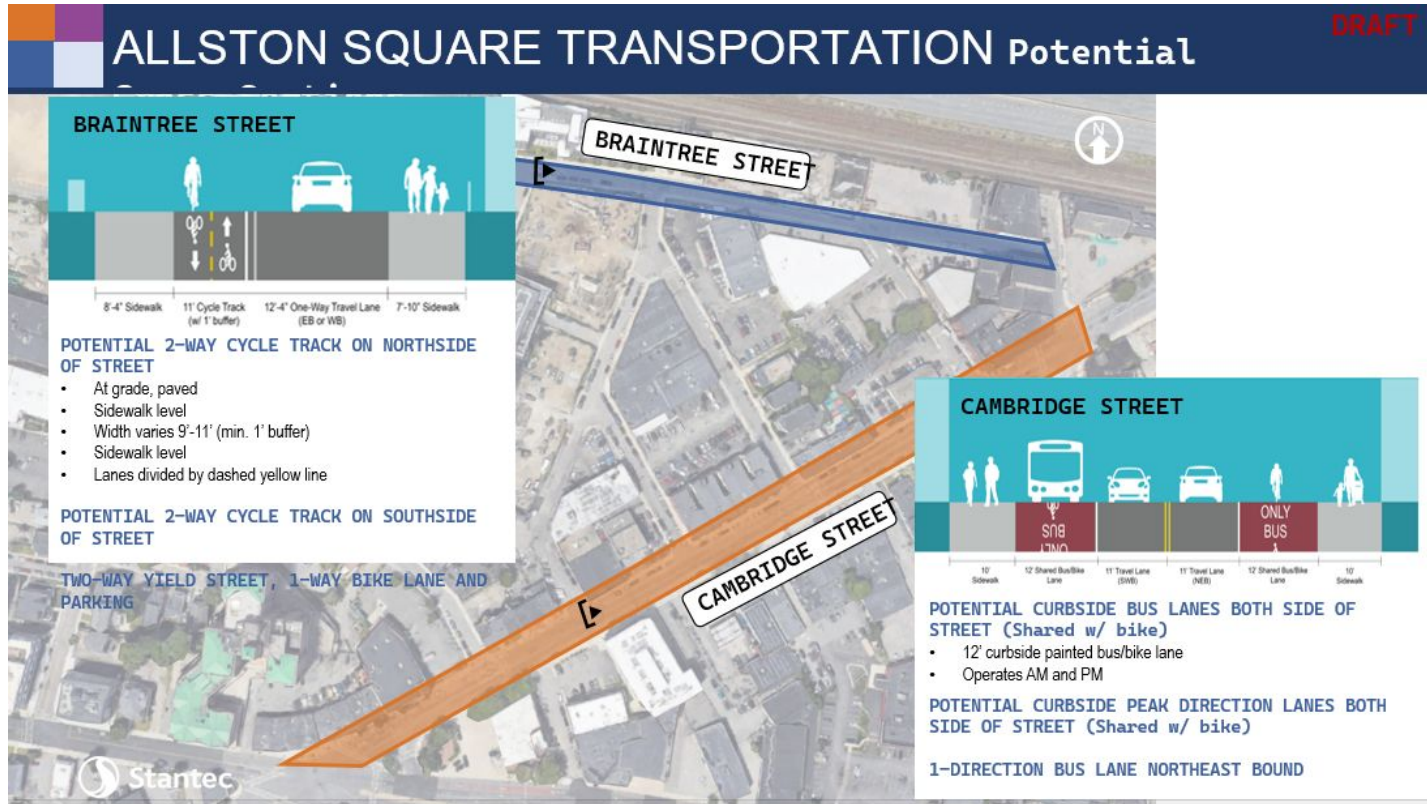 ALLSTON SQUARE TRANSPORTATION Potential
DRAFT
BRAINTREE STREET
8'-4" Sidewalk
11' Cycle Track
(w/ 1' buffer)
12'-4" One-Way Travel Lane
(EB or WB)
7'-10" Sidewalk
POTENTIAL 2-WAY CYCLE TRACK ON NORTHSIDE
OF STREET
• At grade, paved
• Sidewalk level
• Width varies 9'-11' (min. 1' buffer)
• Sidewalk level
• Lanes divided by dashed yellow line
POTENTIAL 2-WAY CYCLE TRACK ON SOUTHSIDE
OF STREET
TWO-WAY YIELD STREET, 1-WAY BIKE LANE AND
PARKING
BRAINTREE STREET
N
CAMBRIDGE STREET
CAMBRIDGE STREET
BUS
ONLY
ONLY
BUS
10'
Sidewalk
12' Shared Bus/Bike
Lane
11' Travel Lane
(SWB)
11' Travel Lane
(NEB)
12' Shared Bus/Bike
Lane
10'
Sidewalk
POTENTIAL CURBSIDE BUS LANES BOTH SIDE OF
STREET (Shared w/ bike)
• 12' curbside painted bus/bike lane
• Operates AM and PM
POTENTIAL CURBSIDE PEAK DIRECTION LANES BOTH
SIDE OF STREET (Shared w/ bike)
1-DIRECTION BUS LANE NORTHEAST BOUND
Stantec